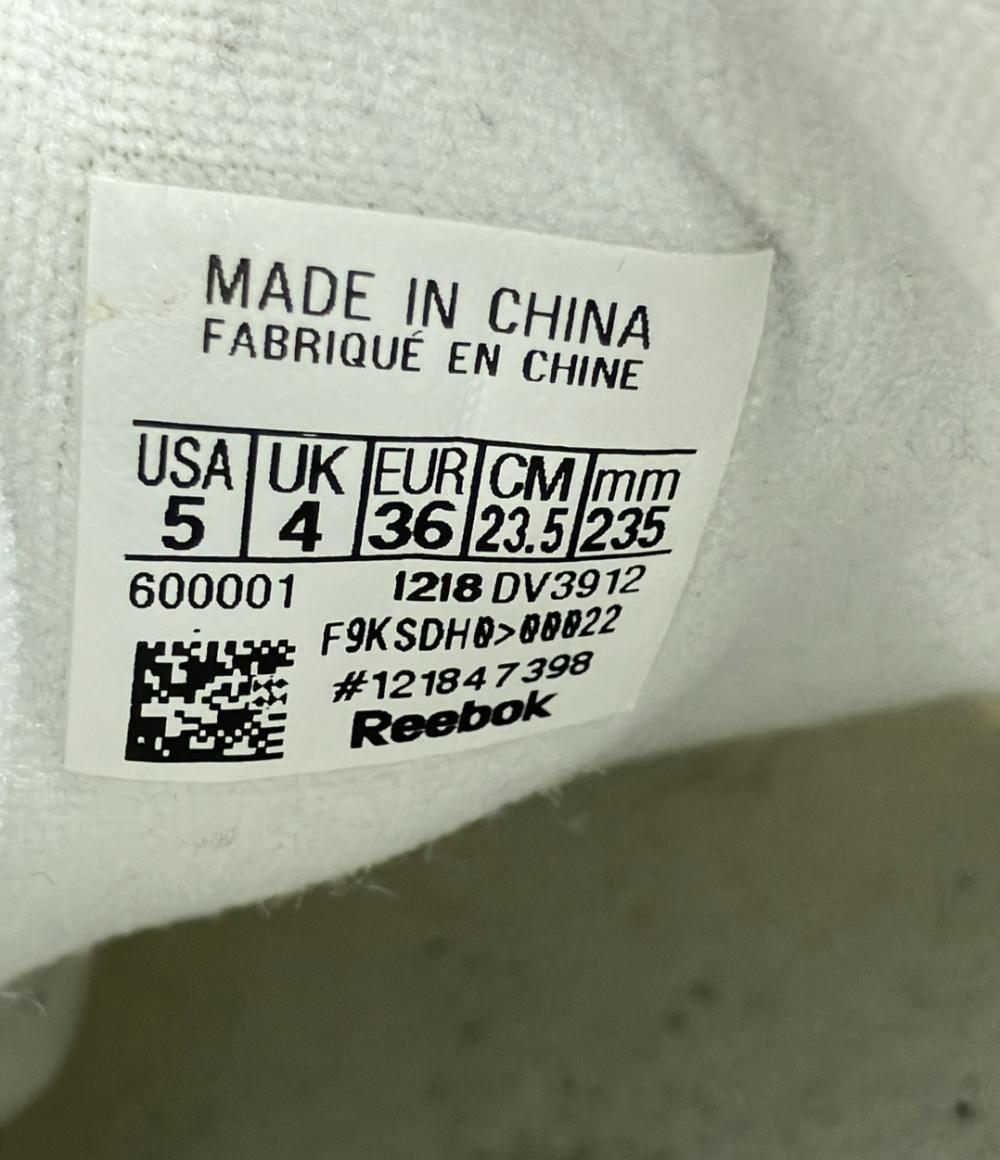 MADE IN CHINA
FABRIQUÉ EN CHINE
USA UK EUR CM mm
5 4 36 23.5 235
600001 1218 DV3912
F9KSDH0>00022
#121847398
Reebok